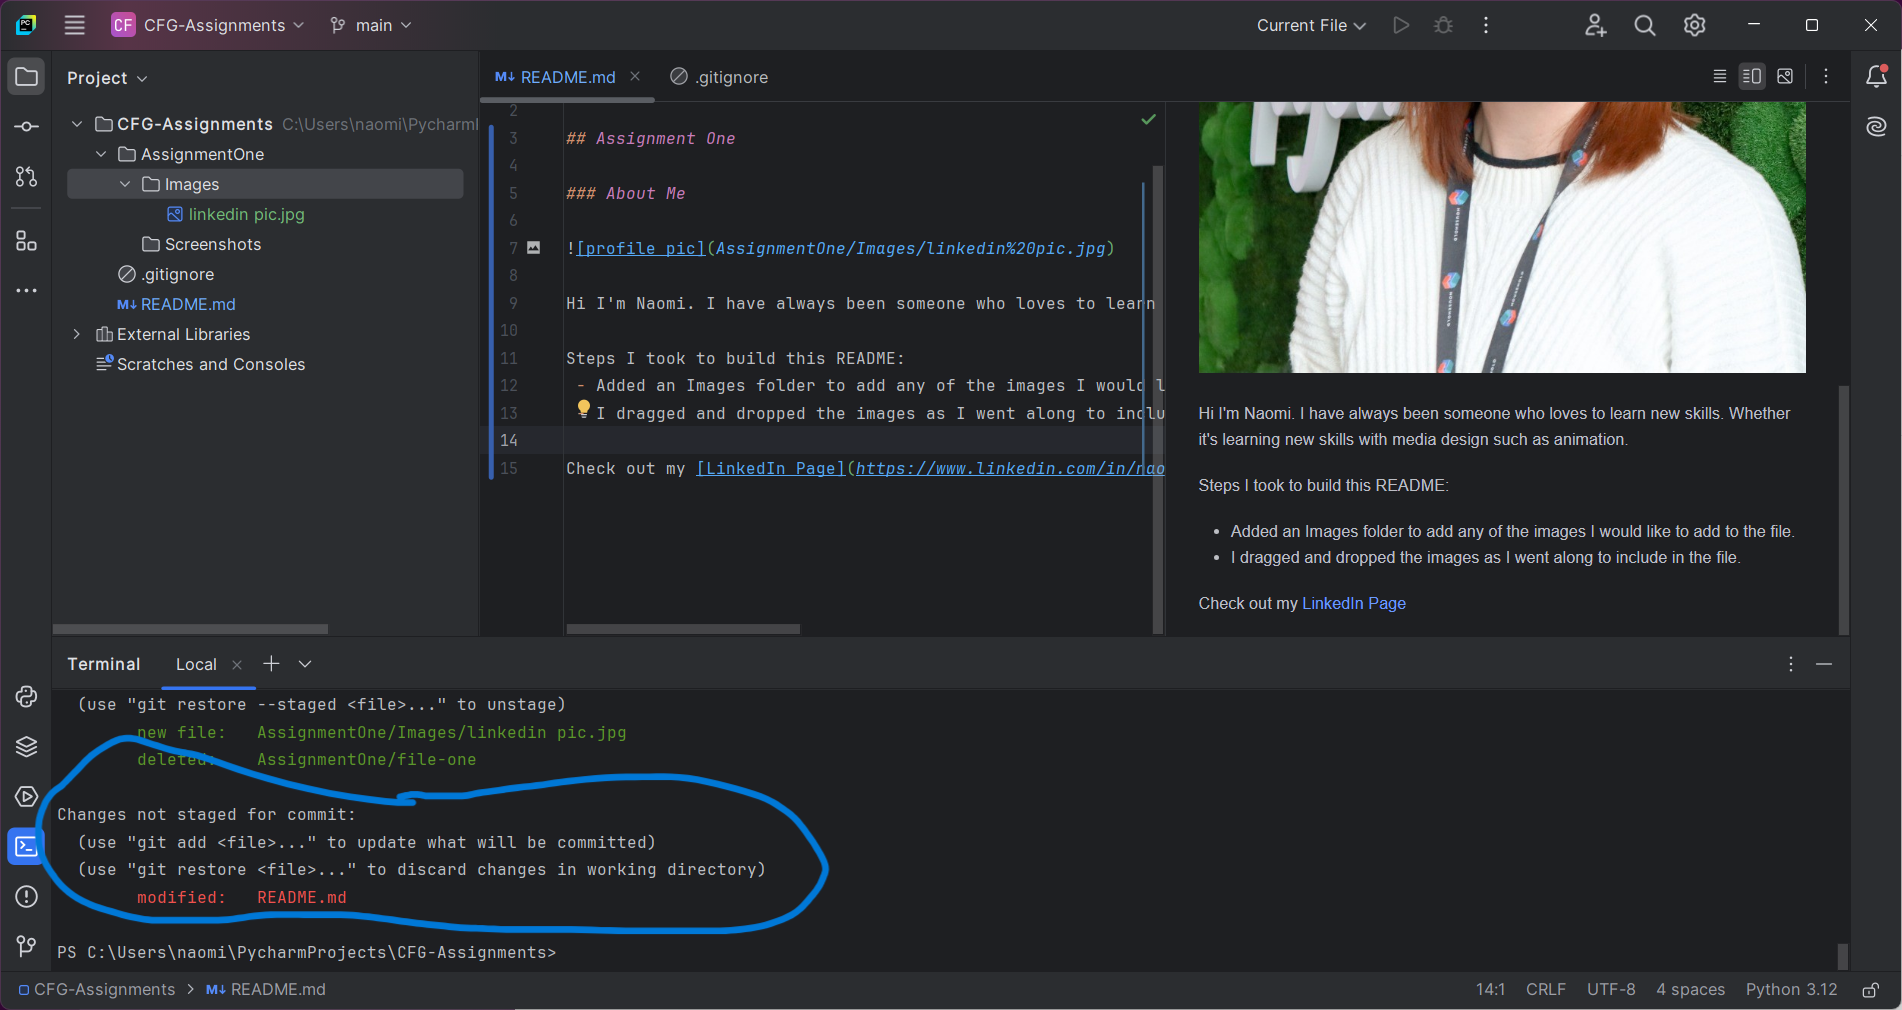 CF CFG-Assignments main Current File
Project
CFG-Assignments C:\Users\naomi\Pycharm
AssignmentOne
Images
linkedin pic.jpg
Screenshots
.gitignore
M↓ README.md
External Libraries
Scratches and Consoles
M↓ README.md .gitignore
2
3 ## Assignment One
4
5 ### About Me
6
7 ![profile pic](AssignmentOne/Images/linkedin%20pic.jpg)
8
9 Hi I'm Naomi. I have always been someone who loves to learn
10
11 Steps I took to build this README:
12 - Added an Images folder to add any of the images I would l
13 I dragged and dropped the images as I went along to inclu
14
15 Check out my [LinkedIn Page](https://www.linkedin.com/in/nao
Hi I'm Naomi. I have always been someone who loves to learn new skills. Whether
it's learning new skills with media design such as animation.
Steps I took to build this README:
• Added an Images folder to add any of the images I would like to add to the file.
• I dragged and dropped the images as I went along to include in the file.
Check out my LinkedIn Page
Terminal Local
(use "git restore --staged <file>..." to unstage)
new file: AssignmentOne/Images/linkedin pic.jpg
deleted: AssignmentOne/file-one
Changes not staged for commit:
(use "git add <file>..." to update what will be committed)
(use "git restore <file>..." to discard changes in working directory)
modified: README.md
PS C:\Users\naomi\PycharmProjects\CFG-Assignments>
CFG-Assignments > M↓ README.md 14:1 CRLF UTF-8 4 spaces Python 3.12